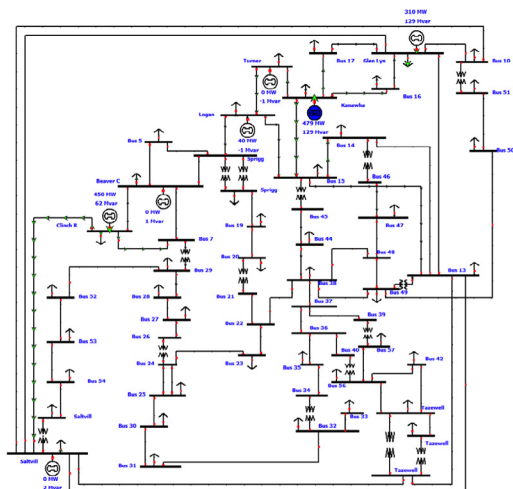 310 MW
129 Mvar
Turner
Bus 17
Glen Lyn
Bus 10
0 MW
-1 Mvar
Bus 51
Logan
Kanawha
Bus 16
479 MW
129 Mvar
40 MW
-1 Mvar
Bus 5
Bus 14
Bus 50
Sprigg
Beaver C
Bus 15
Bus 46
450 MW
62 Mvar
0 MW
1 Mvar
Sprigg
Clinch R
Bus 19
Bus 45
Bus 47
Bus 7
Bus 44
Bus 48
Bus 20
Bus 29
Bus 13
Bus 38
Bus 49
Bus 52
Bus 28
Bus 21
Bus 37
Bus 27
Bus 39
Bus 22
Bus 36
Bus 53
Bus 26
Bus 57
Bus 40
Bus 33
Bus 42
Bus 34
Bus 35
Bus 54
Bus 56
Bus 25
Bus 34
Saltvill
Tazewell
Bus 30
Bus 32
Tazewell
Saltvill
Bus 31
Tazewell
0 MW
2 Mvar